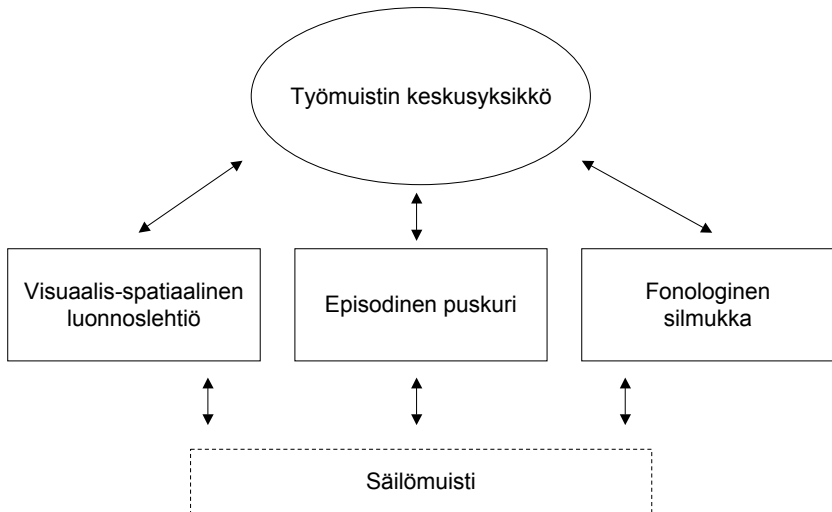 Työmuistin keskusyksikkö
Visuaalis-spatiaalinen
luonnoslehtiö
Episodinen puskuri
Fonologinen
silmukka
Säilömuisti